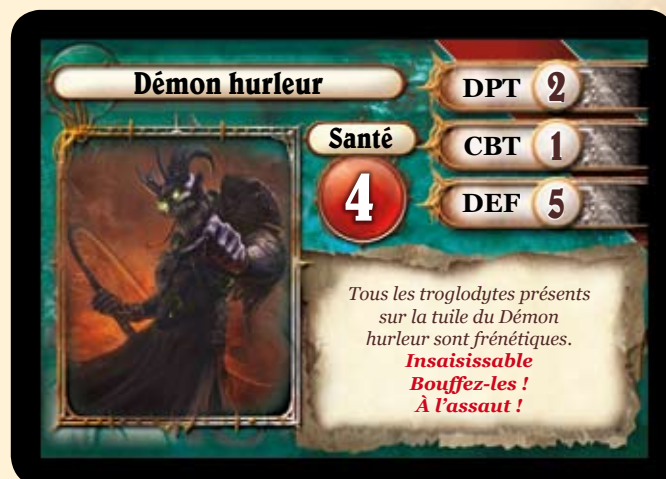 Démon hurleur
DPT 2
Santé
4
CBT 1
DEF 5
Tous les troglodytes présents
sur la tuile du Démon
hurleur sont frénétiques.
Insaisissable
Bouffez-les !
À l'assaut !